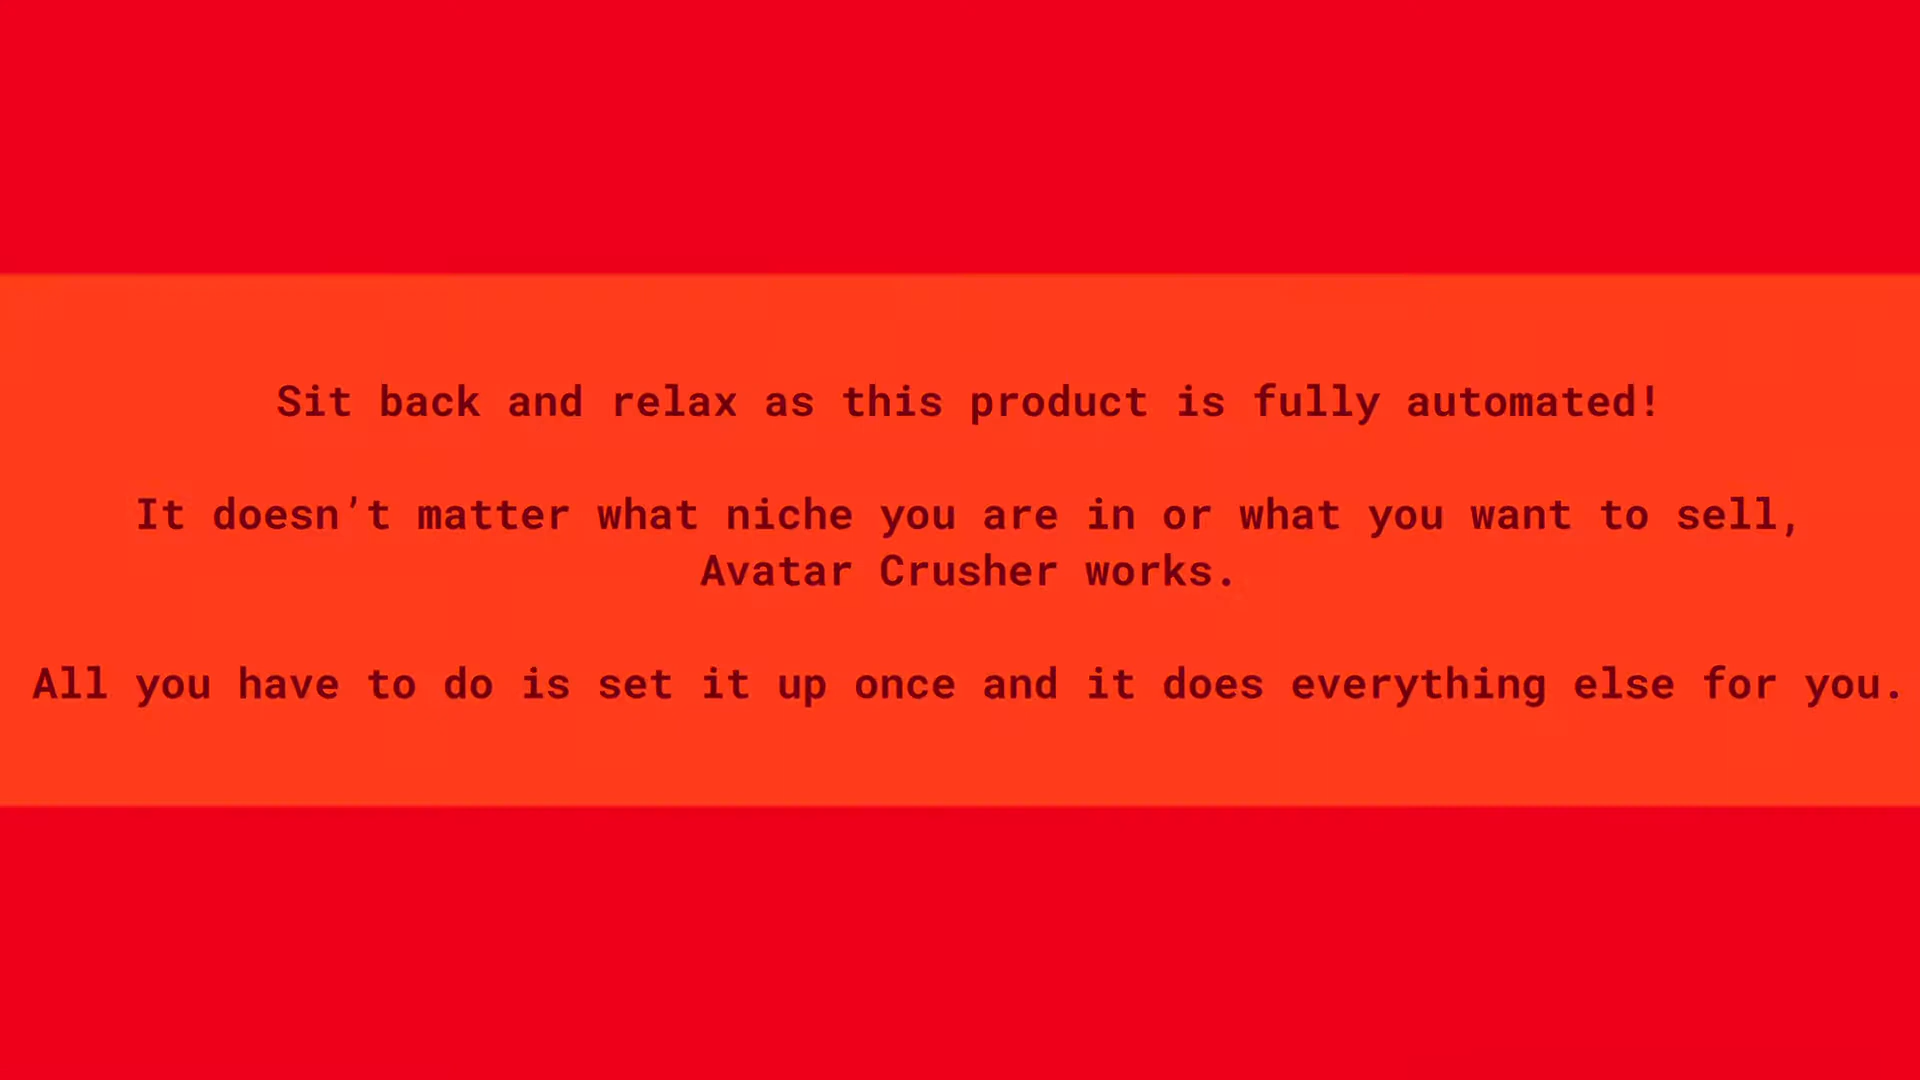 Sit back and relax as this product is fully automated!
It doesn’t matter what niche you are in or what you want to sell,
Avatar Crusher works.
All you have to do is set it up once and it does everything else for you.